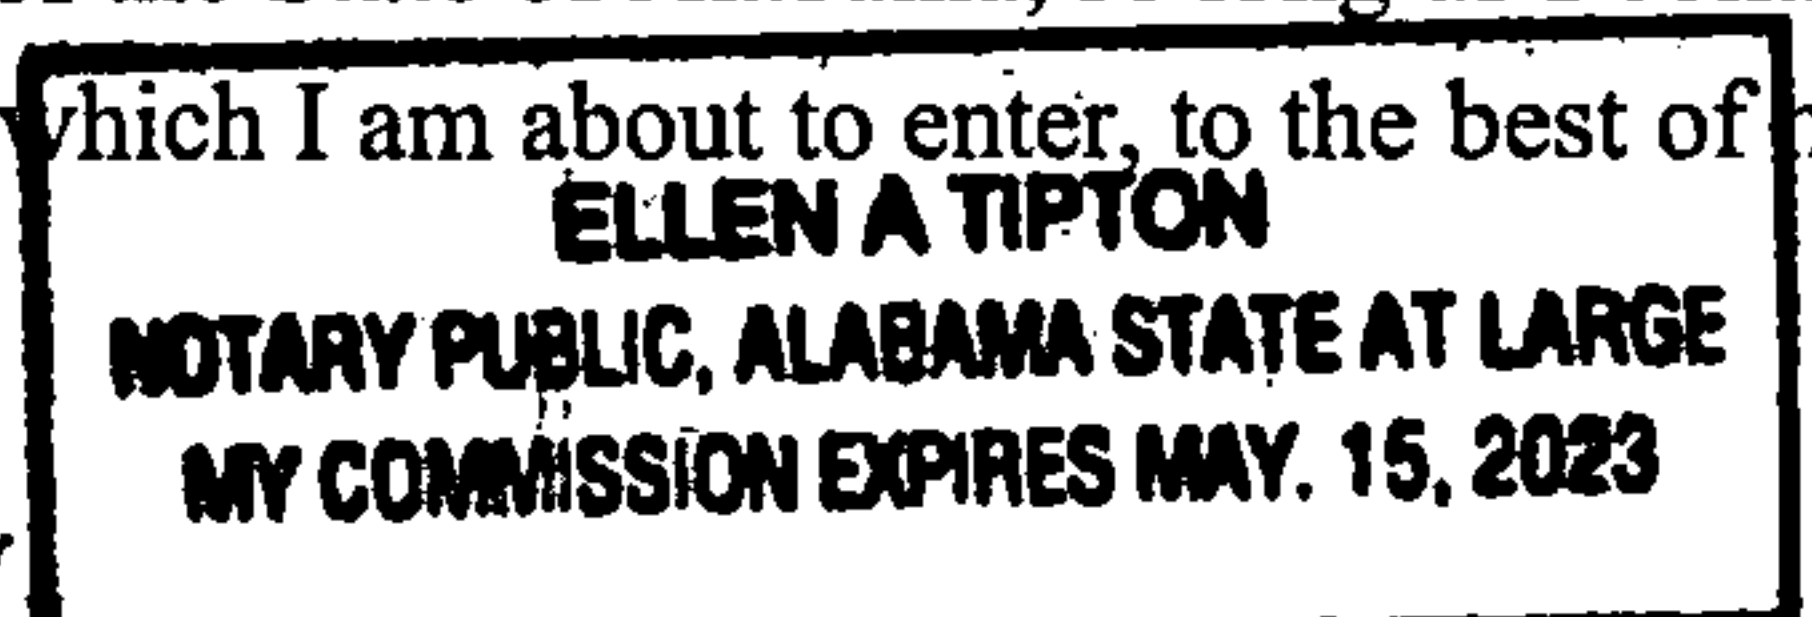 which I am about to enter, to the best of
ELLEN A TIPTON
NOTARY PUBLIC, ALABAMA STATE AT LARGE
MY COMMISSION EXPIRES MAY. 15, 2023